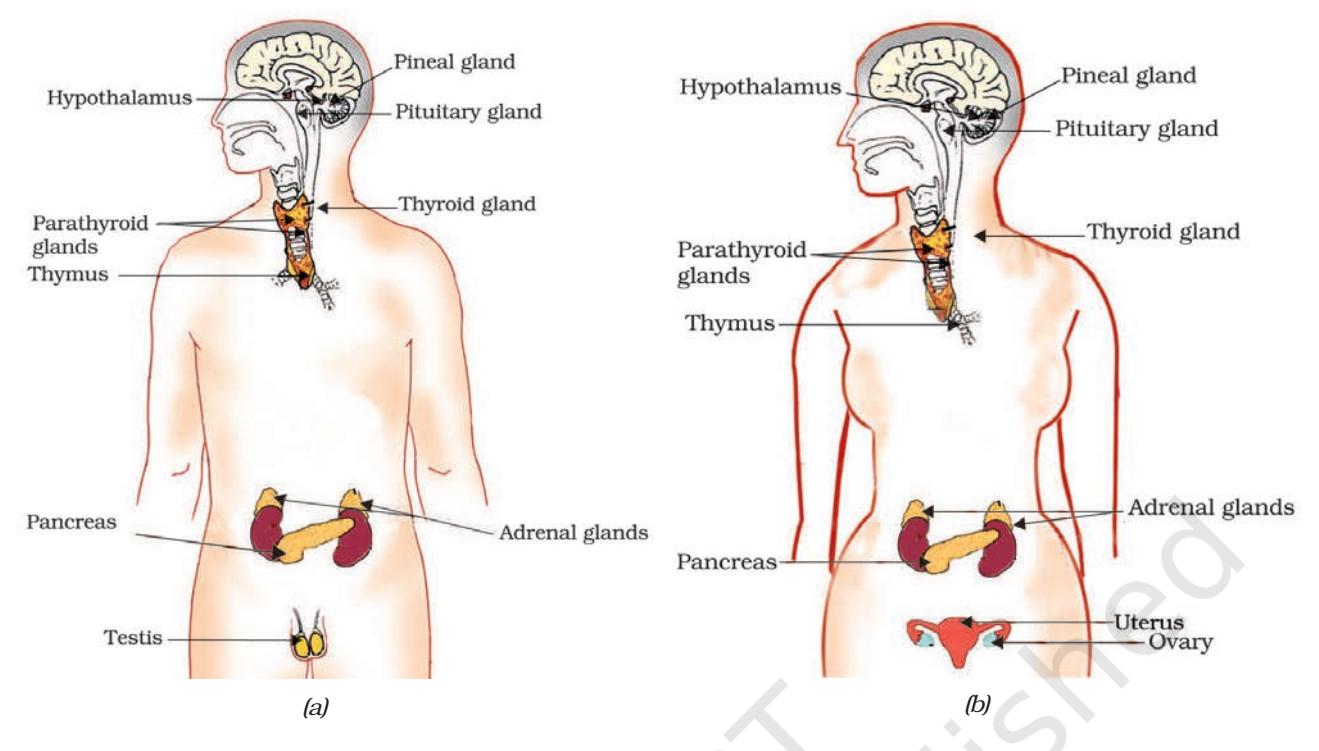 Pineal gland
Hypothalamus
Pituitary gland
Thyroid gland
Parathyroid
glands
Thymus
Pancreas
Adrenal glands
Testis
(a)
Hypothalamus
Pineal gland
Pituitary gland
Thyroid gland
Parathyroid
glands
Thymus
Adrenal glands
Pancreas
Uterus
Ovary
(b)